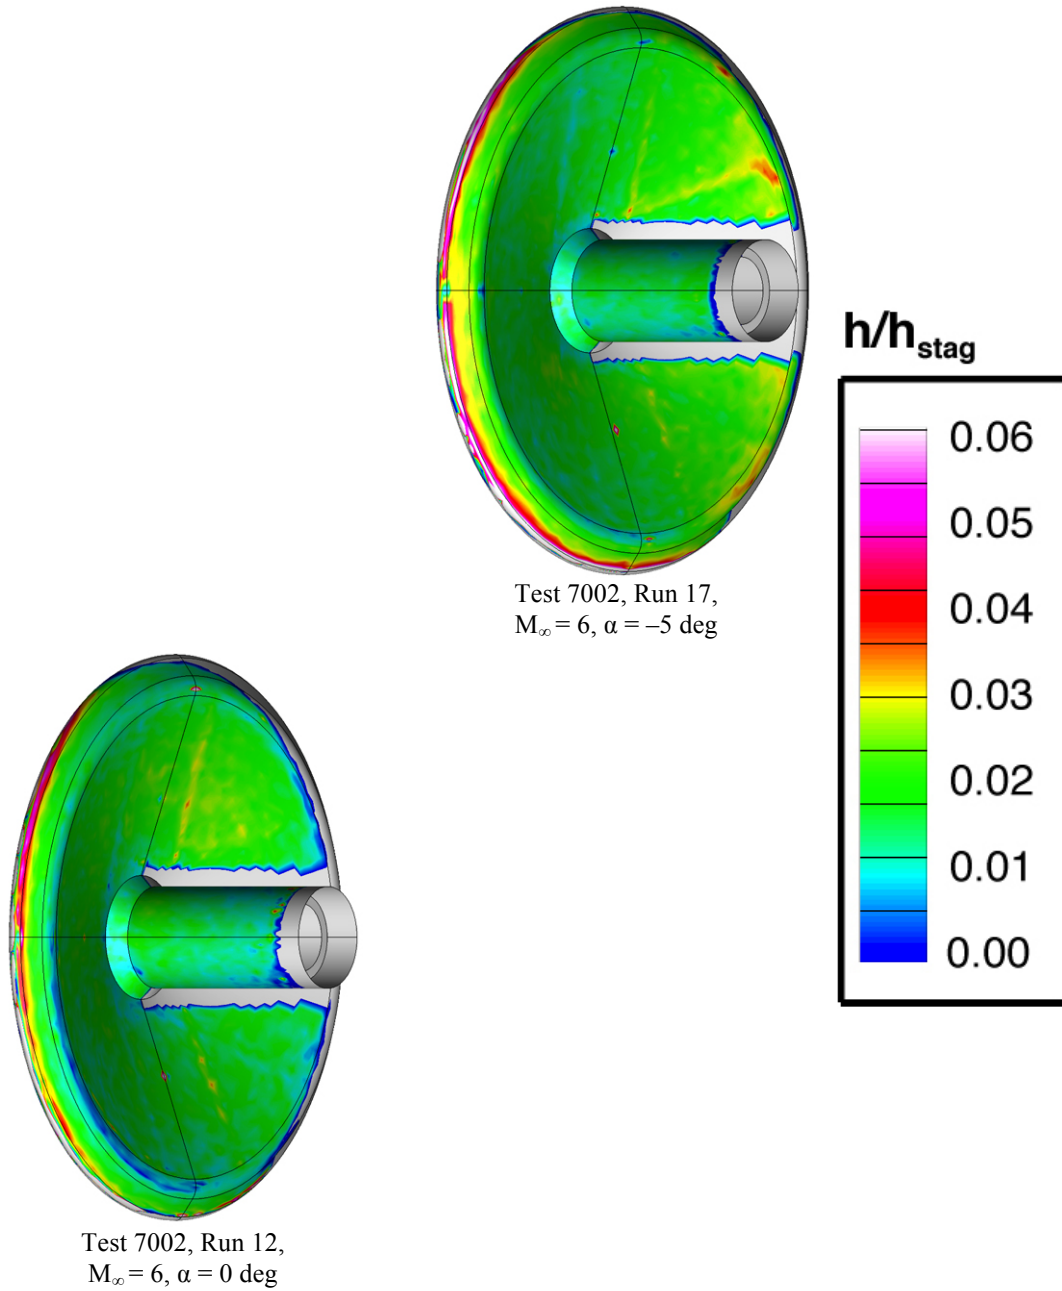 Test 7002, Run 17,
M∞ = 6, α = –5 deg
h/hstag
0.06
0.05
0.04
0.03
0.02
0.01
0.00
Test 7002, Run 12,
M∞ = 6, α = 0 deg